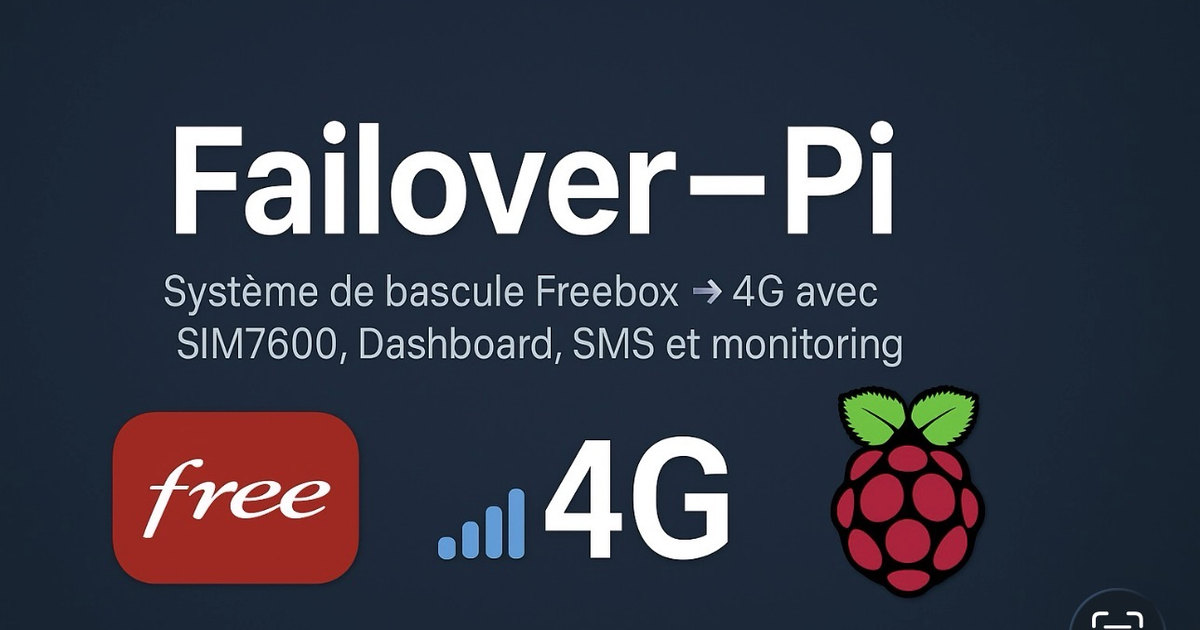 Failover–Pi
Système de bascule Freebox → 4G avec
SIM7600, Dashboard, SMS et monitoring
free
4G